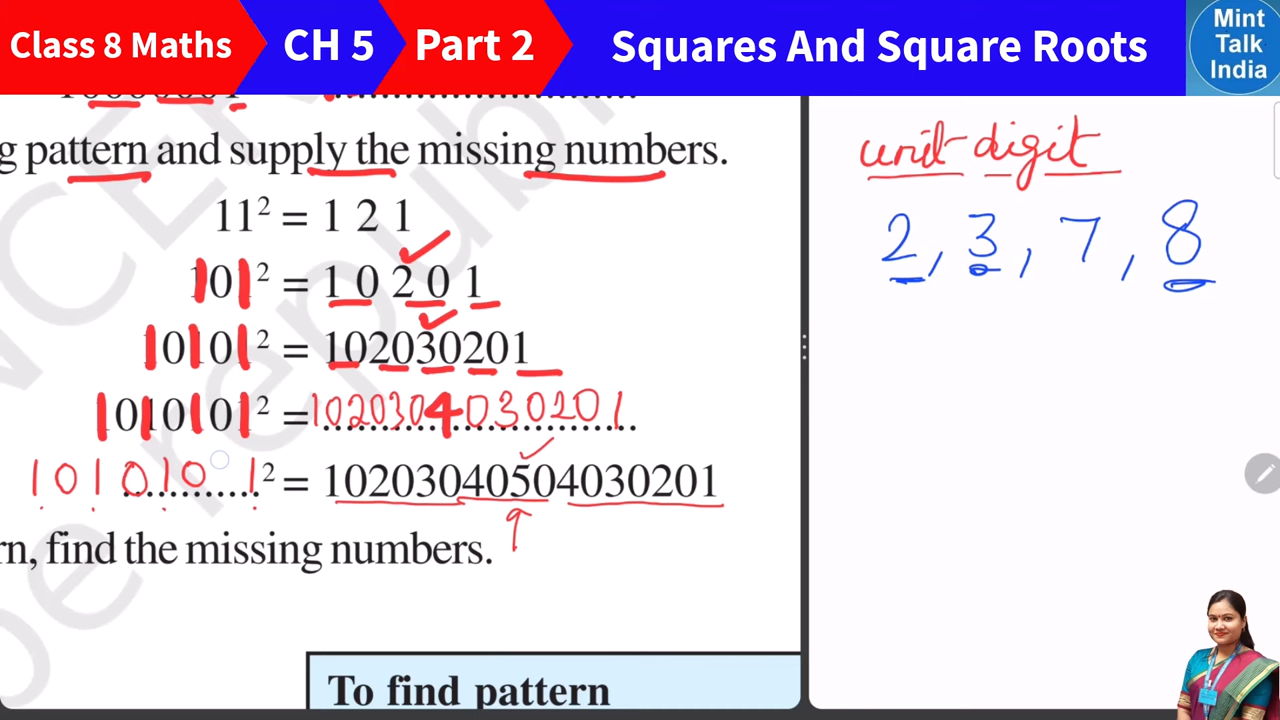 Class 8 Maths CH 5 Part 2 Squares And Square Roots
Mint
Talk
India
g pattern and supply the missing numbers.
11² = 1 2 1
101² = 1 0 2 0 1
10101² = 102030201
1010101² = 1020304030201
101010 1² = 10203040504030201
rn, find the missing numbers.
To find pattern
unit digit
2, 3, 7, 8